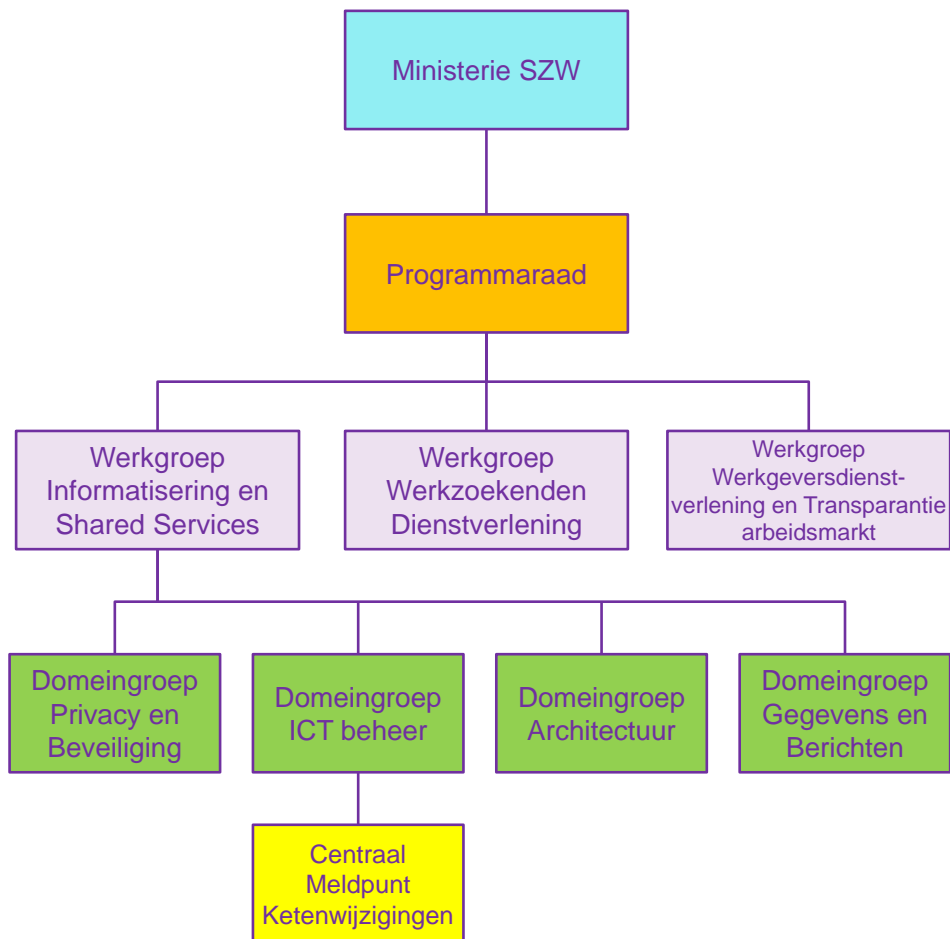 Ministerie SZW
Programmaraad
Werkgroep
Informatisering en
Shared Services
Werkgroep
Werkzoekenden
Dienstverlening
Werkgroep
Werkgeversdienst-
verlening en Transparantie
arbeidsmarkt
Domeingroep
Privacy en
Beveiliging
Domeingroep
ICT beheer
Domeingroep
Architectuur
Domeingroep
Gegevens en
Berichten
Centraal
Meldpunt
Ketenwijzigingen